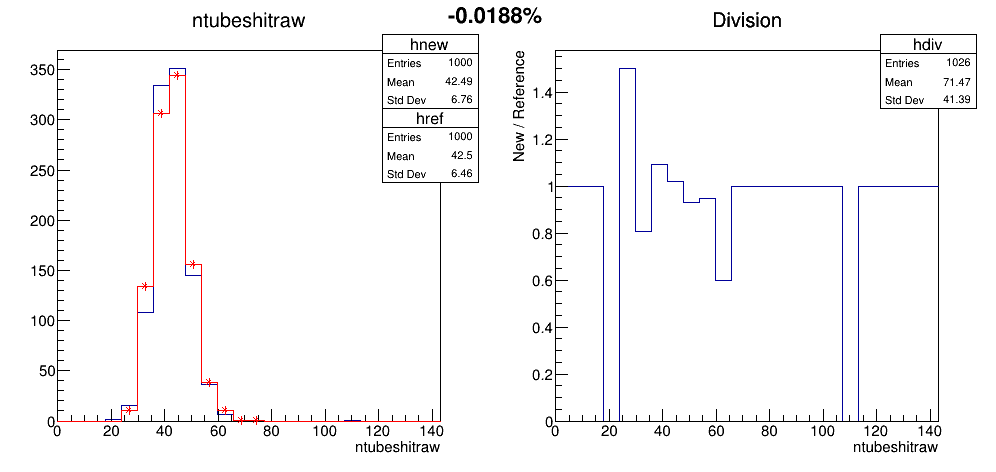 -0.0188%
ntubeshitraw
hnew
Entries 1000
Mean 42.49
Std Dev 6.76
href
Entries 1000
Mean 42.5
Std Dev 6.46
350
300
250
200
150
100
50
0
0 20 40 60 80 100 120 140
ntubeshitraw
Division
hdiv
Entries 1026
Mean 71.47
Std Dev 41.39
New / Reference
1.4
1.2
1
0.8
0.6
0.4
0.2
0
0 20 40 60 80 100 120 140
ntubeshitraw